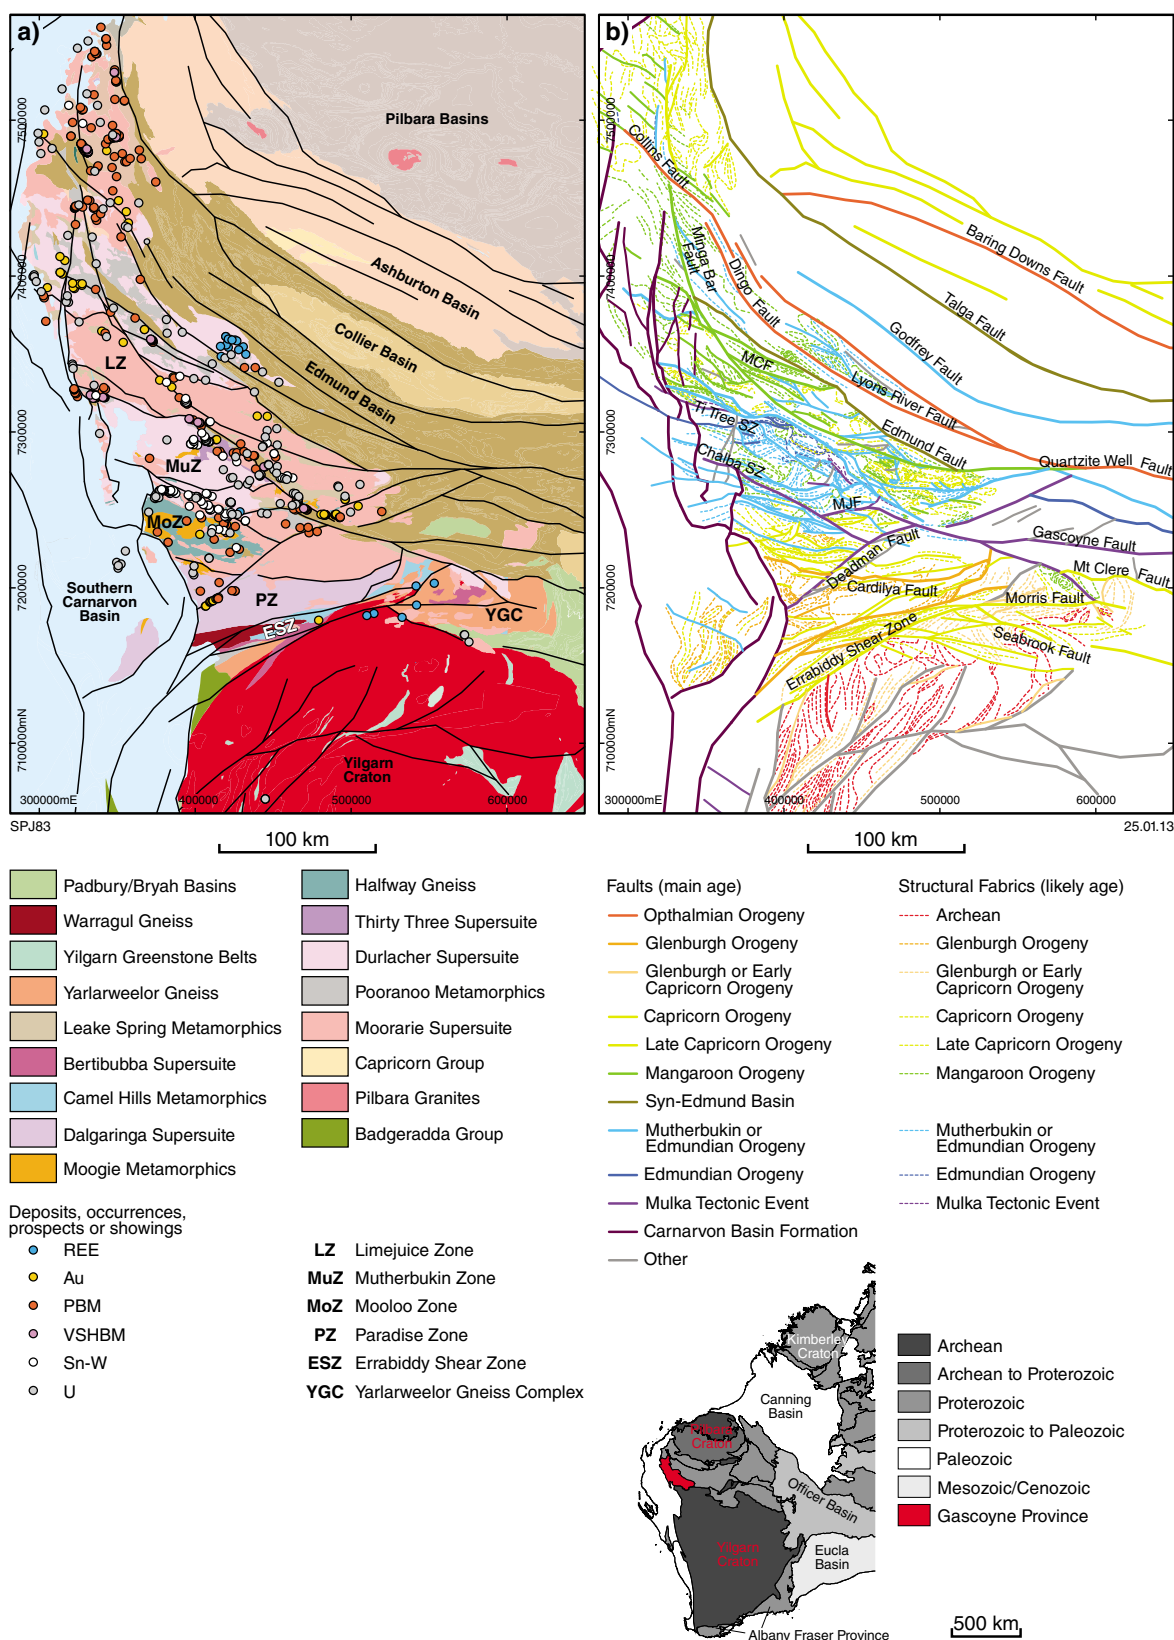 a)
Pilbara Basins
Ashburton Basin
Collier Basin
Edmund Basin
LZ
MuZ
MoZ
PZ
ESZ
YGC
Southern
Carnarvon
Basin
Yilgarn
Craton
7500000
7400000
7300000
7200000
7100000mN
300000mE
400000
500000
600000
SPJ83
100 km
b)
Collins Fault
Minga Bar
Fault
Dingo Fault
Baring Downs Fault
Talga Fault
Godfrey Fault
MCF
Lyons River Fault
Ti Tree SZ
Edmund Fault
Chalba SZ
Quartzite Well Fault
MJF
Gascoyne Fault
Deadman Fault
Mt Clere Fault
Cardilya Fault
Morris Fault
Errabiddy Shear Zone
Seabrook Fault
7500000
7400000
7300000
7200000
7100000mN
300000mE
400000
500000
600000
25.01.13
100 km
Padbury/Bryah Basins
Warragul Gneiss
Yilgarn Greenstone Belts
Yarlarweelor Gneiss
Leake Spring Metamorphics
Bertibubba Supersuite
Camel Hills Metamorphics
Dalgaringa Supersuite
Moogie Metamorphics
Halfway Gneiss
Thirty Three Supersuite
Durlacher Supersuite
Pooranoo Metamorphics
Moorarie Supersuite
Capricorn Group
Pilbara Granites
Badgeradda Group
Deposits, occurrences,
prospects or showings
REE
Au
PBM
VSHBM
Sn-W
U
LZ Limejuice Zone
MuZ Mutherbukin Zone
MoZ Mooloo Zone
PZ Paradise Zone
ESZ Errabiddy Shear Zone
YGC Yarlarweelor Gneiss Complex
Faults (main age)
Opthalmian Orogeny
Glenburgh Orogeny
Glenburgh or Early
Capricorn Orogeny
Capricorn Orogeny
Late Capricorn Orogeny
Mangaroon Orogeny
Syn-Edmund Basin
Mutherbukin or
Edmundian Orogeny
Edmundian Orogeny
Mulka Tectonic Event
Carnarvon Basin Formation
Other
Structural Fabrics (likely age)
Archean
Glenburgh Orogeny
Glenburgh or Early
Capricorn Orogeny
Capricorn Orogeny
Late Capricorn Orogeny
Mangaroon Orogeny
Mutherbukin or
Edmundian Orogeny
Edmundian Orogeny
Mulka Tectonic Event
Kimberley
Craton
Canning
Basin
Pilbara
Craton
Officer Basin
Yilgarn
Craton
Eucla
Basin
Albany Fraser Province
Archean
Archean to Proterozoic
Proterozoic
Proterozoic to Paleozoic
Paleozoic
Mesozoic/Cenozoic
Gascoyne Province
500 km